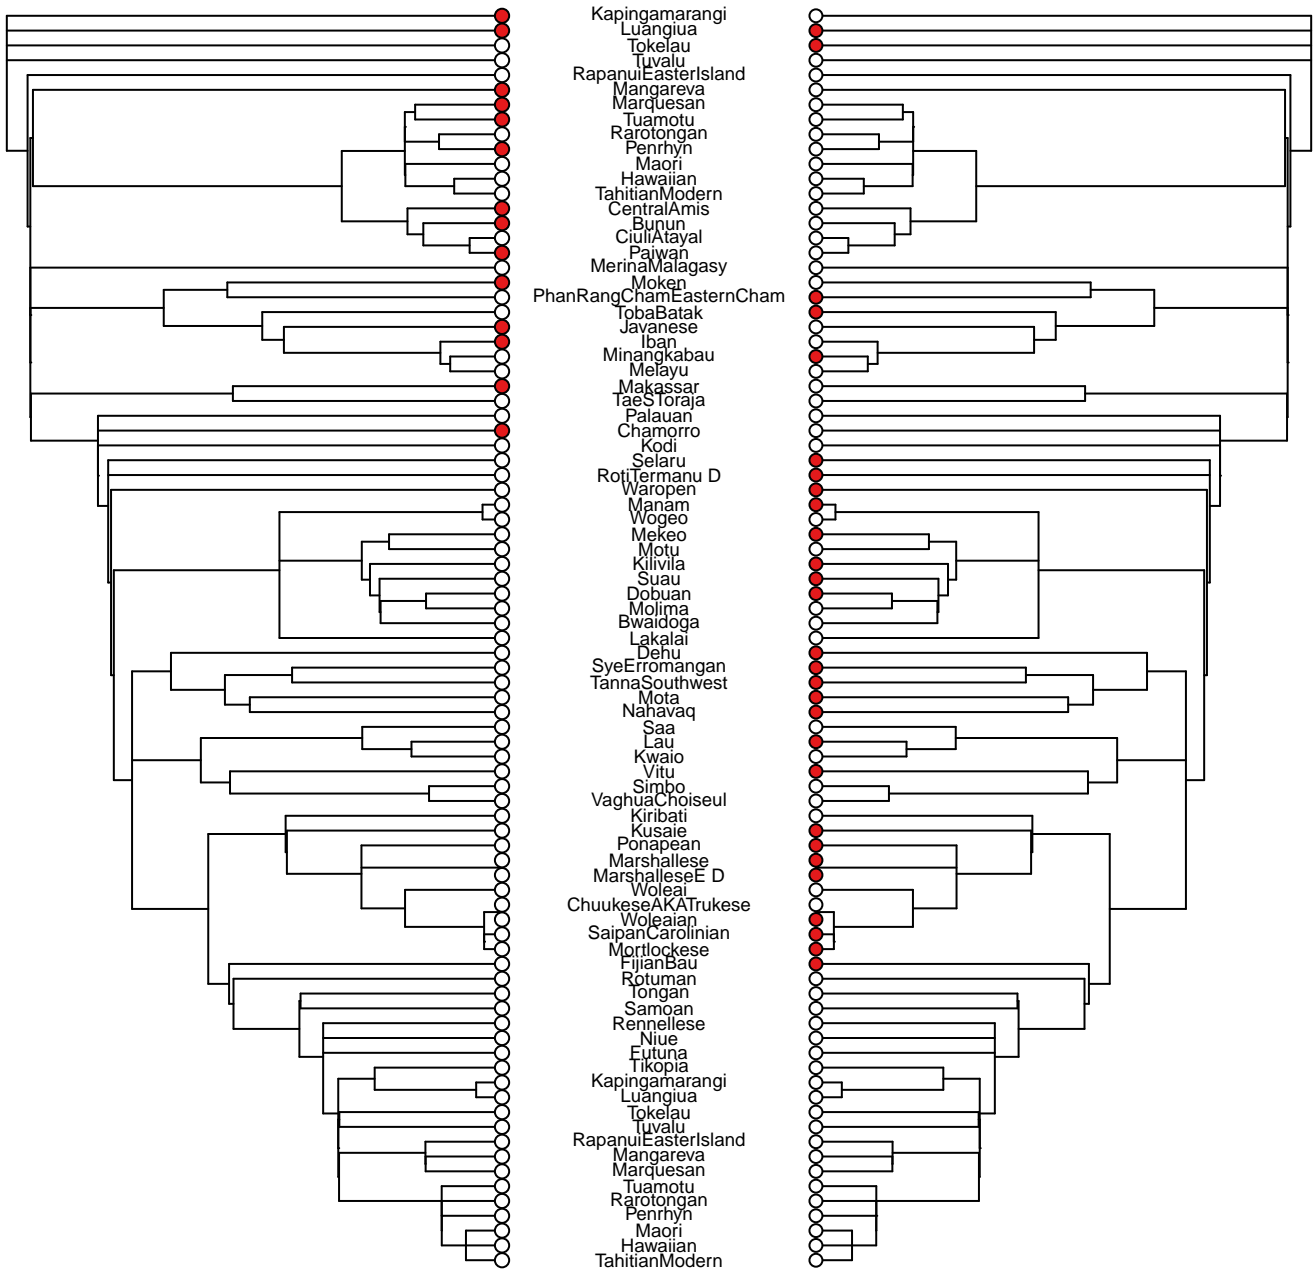 Kapingamarangi
Luangiua
Tokelau
Tuvalu
RapanuiEasterIsland
Mangareva
Marquesan
Tuamotu
Rarotongan
Penrhyn
Maori
Hawaiian
TahitianModern
CentralAmis
Bunun
CiuliAtayal
Paiwan
MerinaMalagasy
Moken
PhanRangChamEasternCham
TobaBatak
Javanese
Iban
Minangkabau
Melayu
Makassar
TaeSToraja
Palauan
Chamorro
Kodi
Selaru
RotiTermanu D
Waropen
Manam
Wogeo
Mekeo
Motu
Kilivila
Suau
Dobuan
Molima
Bwaidoga
Lakalai
Dehu
SyeErromangan
TannaSouthwest
Mota
Nahavaq
Saa
Lau
Kwaio
Vitu
Simbo
VaghuaChoiseul
Kiribati
Kusaie
Ponapean
Marshallese
MarshalleseE D
Woleai
ChuukeseAKATrukese
Woleaian
SaipanCarolinian
Mortlockese
FijianBau
Rotuman
Tongan
Samoan
Rennellese
Niue
Futuna
Tikopia
Kapingamarangi
Luangiua
Tokelau
Tuvalu
RapanuiEasterIsland
Mangareva
Marquesan
Tuamotu
Rarotongan
Penrhyn
Maori
Hawaiian
TahitianModern